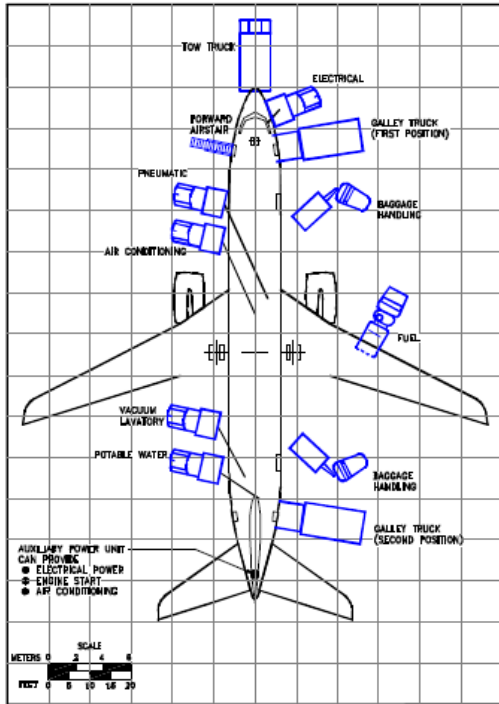 TOW TRUCK
ELECTRICAL
FORWARD
AIRSTAIR
GALLEY TRUCK
(FIRST POSITION)
PNEUMATIC
BAGGAGE
HANDLING
AIR CONDITIONING
FUEL
VACUUM
LAVATORY
POTABLE WATER
BAGGAGE
HANDLING
GALLEY TRUCK
(SECOND POSITION)
AUXILIARY POWER UNIT
CAN PROVIDE
● ELECTRICAL POWER
● ENGINE START
● AIR CONDITIONING
SCALE
METERS 0 2 4 6
FEET 0 5 10 15 20